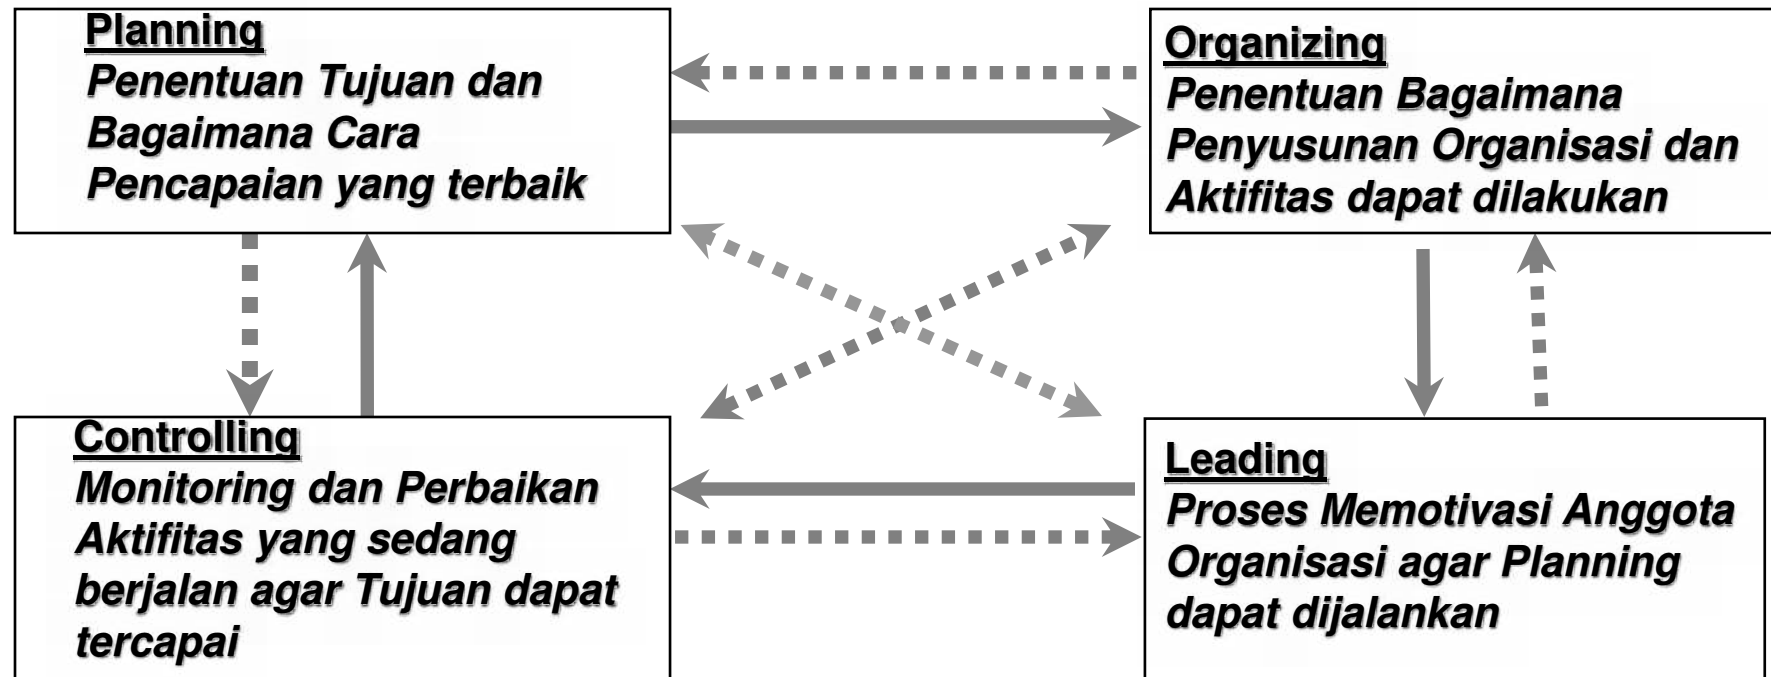 Planning
Penentuan Tujuan dan
Bagaimana Cara
Pencapaian yang terbaik
Organizing
Penentuan Bagaimana
Penyusunan Organisasi dan
Aktifitas dapat dilakukan
Controlling
Monitoring dan Perbaikan
Aktifitas yang sedang
berjalan agar Tujuan dapat
tercapai
Leading
Proses Memotivasi Anggota
Organisasi agar Planning
dapat dijalankan